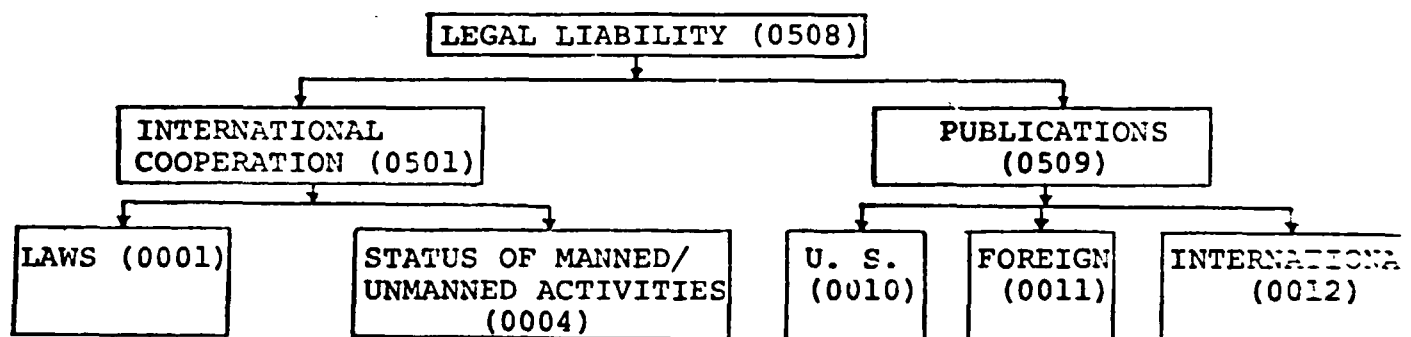 LEGAL LIABILITY (0508)
INTERNATIONAL
COOPERATION (0501)
PUBLICATIONS
(0509)
LAWS (0001)
STATUS OF MANNED/
UNMANNED ACTIVITIES
(0004)
U. S.
(0010)
FOREIGN
(0011)
INTERNATIONA
(0012)